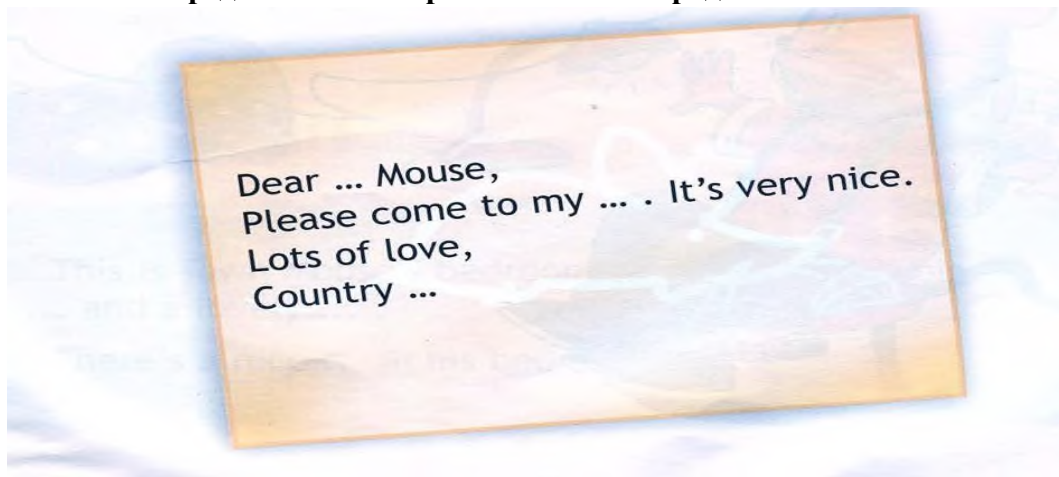 Dear ... Mouse,
Please come to my ... . It's very nice.
Lots of love,
Country ...